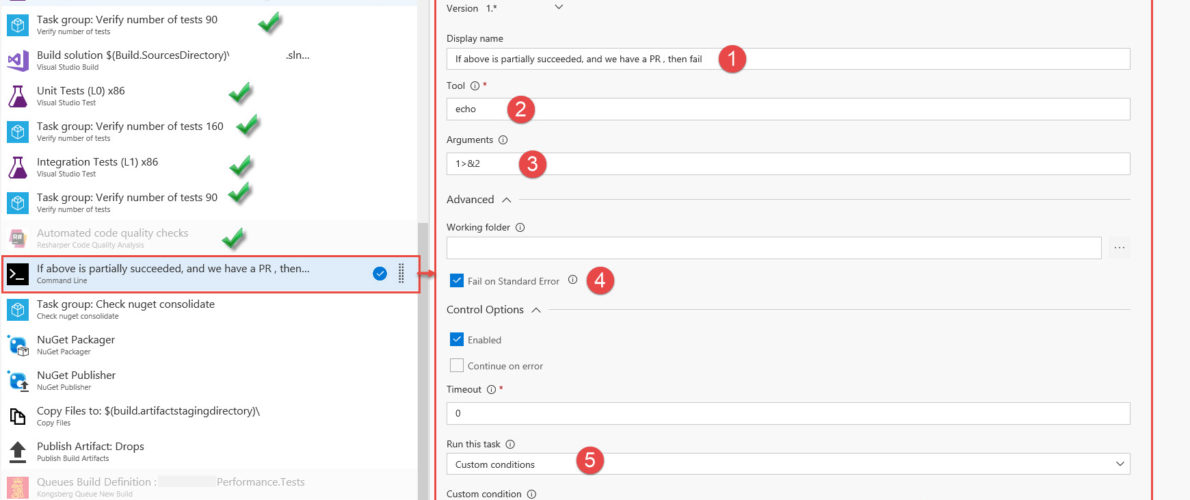 Task group: Verify number of tests 90
Verify number of tests
Build solution $(Build.SourcesDirectory)\ .sln...
Visual Studio Build
Unit Tests (L0) x86
Visual Studio Test
Task group: Verify number of tests 160
Verify number of tests
Integration Tests (L1) x86
Visual Studio Test
Task group: Verify number of tests 90
Verify number of tests
Automated code quality checks
Resharper Code Quality Analysis
If above is partially succeeded, and we have a PR , then...
Command Line
Task group: Check nuget consolidate
Check nuget consolidate
NuGet Packager
NuGet Packager
NuGet Publisher
NuGet Publisher
Copy Files to: $(build.artifactstagingdirectory)\
Copy Files
Publish Artifact: Drops
Publish Build Artifacts
Queues Build Definition : Performance.Tests
Kongsberg Queue New Build
Version 1.*
Display name
If above is partially succeeded, and we have a PR , then fail
1
Tool *
echo
2
Arguments
1>&2
3
Advanced
Working folder
...
Fail on Standard Error
4
Control Options
Enabled
Continue on error
Timeout *
0
Run this task
5
Custom conditions
Custom condition